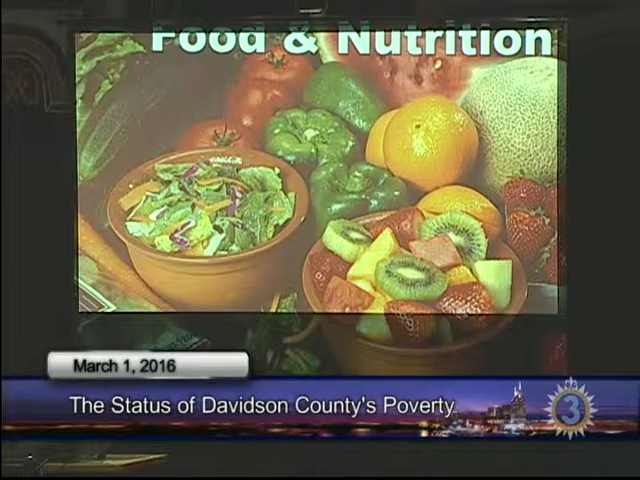 Food & Nutrition
March 1, 2016
The Status of Davidson County's Poverty
3